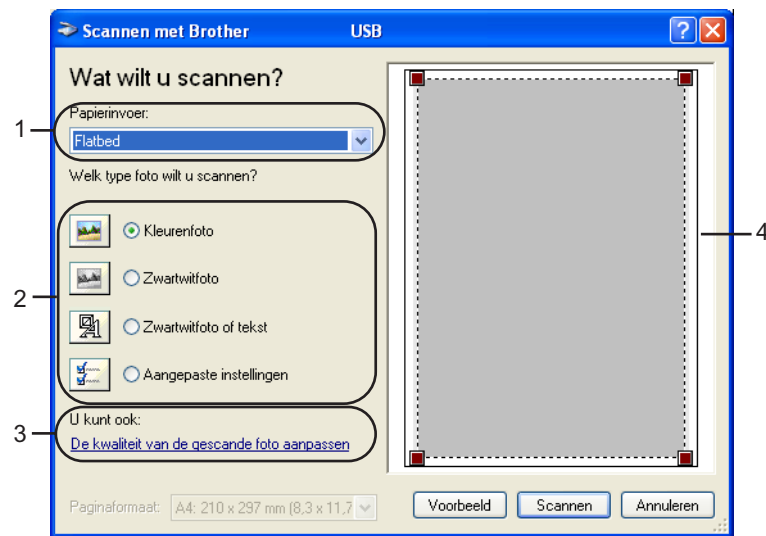 Scannen met Brother USB
Wat wilt u scannen?
1
Papierinvoer:
Flatbed
Welk type foto wilt u scannen?
2
Kleurenfoto
Zwartwitfoto
Zwartwitfoto of tekst
Aangepaste instellingen
3
U kunt ook:
De kwaliteit van de gescande foto aanpassen
4
Paginaformaat: A4: 210 x 297 mm (8,3 x 11,7
Voorbeeld Scannen Annuleren